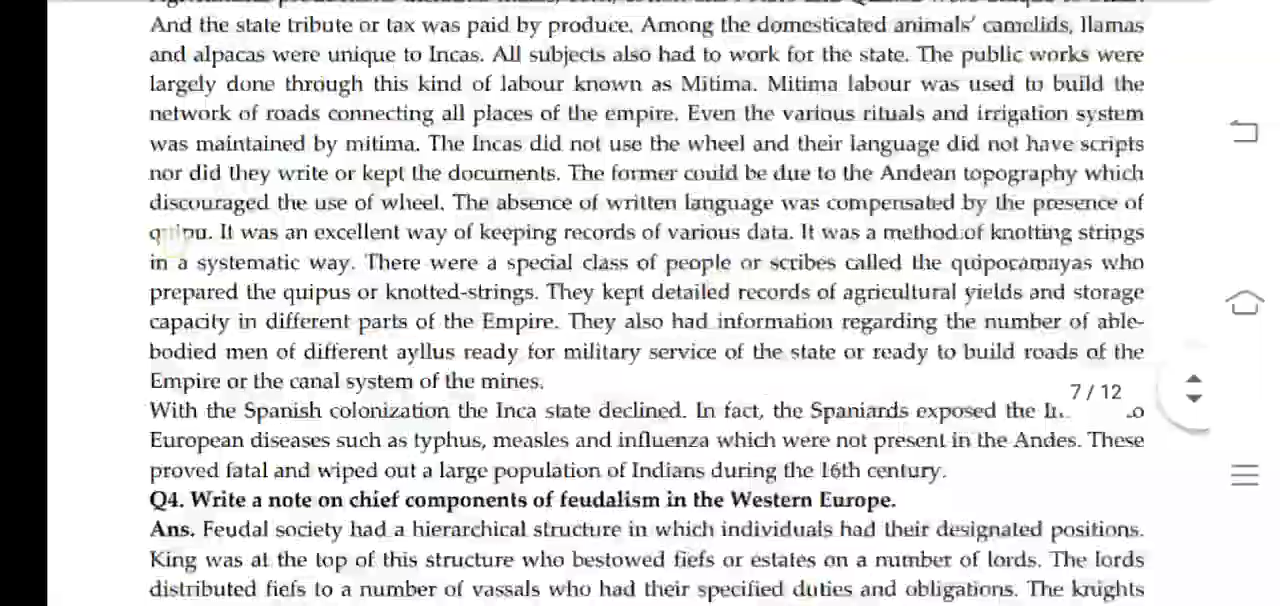 And the state tribute or tax was paid by produce. Among the domesticated animals' camelids, llamas
and alpacas were unique to Incas. All subjects also had to work for the state. The public works were
largely done through this kind of labour known as Mitima. Mitima labour was used to build the
network of roads connecting all places of the empire. Even the various rituals and irrigation system
was maintained by mitima. The Incas did not use the wheel and their language did not have scripts
nor did they write or kept the documents. The former could be due to the Andean topography which
discouraged the use of wheel. The absence of written language was compensated by the presence of
quipu. It was an excellent way of keeping records of various data. It was a method of knotting strings
in a systematic way. There were a special class of people or scribes called the quipocamayas who
prepared the quipus or knotted-strings. They kept detailed records of agricultural yields and storage
capacity in different parts of the Empire. They also had information regarding the number of able-
bodied men of different ayllus ready for military service of the state or ready to build roads of the
Empire or the canal system of the mines.
7 / 12
With the Spanish colonization the Inca state declined. In fact, the Spaniards exposed the
European diseases such as typhus, measles and influenza which were not present in the Andes. These
proved fatal and wiped out a large population of Indians during the 16th century.
Q4. Write a note on chief components of feudalism in the Western Europe.
Ans. Feudal society had a hierarchical structure in which individuals had their designated positions.
King was at the top of this structure who bestowed fiefs or estates on a number of lords. The lords
distributed fiefs to a number of vassals who had their specified duties and obligations. The knights